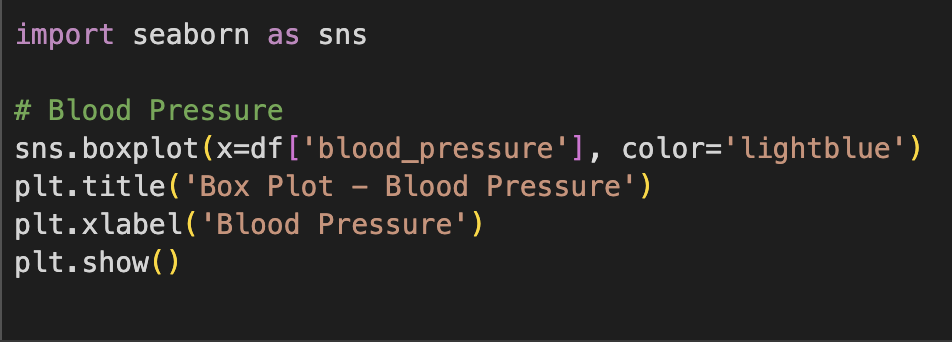 import seaborn as sns
# Blood Pressure
sns.boxplot(x=df['blood_pressure'], color='lightblue')
plt.title('Box Plot – Blood Pressure')
plt.xlabel('Blood Pressure')
plt.show()